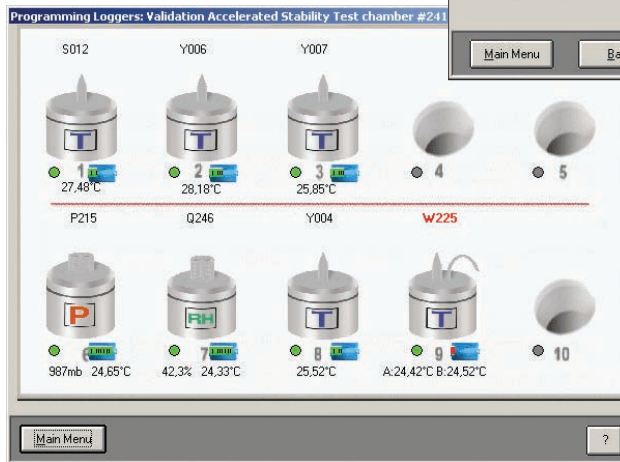 Programming Loggers: Validation Accelerated Stability Test chamber #241
Main Menu
S012 Y006 Y007
T T T
1 2 3 4 5
27,48°C 28,18°C 25,85°C
P215 Q246 Y004 W225
P RH T T
6 7 8 9 10
987mb 24,65°C 42,3% 24,33°C 25,52°C A:24,42°C B:24,52°C
Main Menu ?